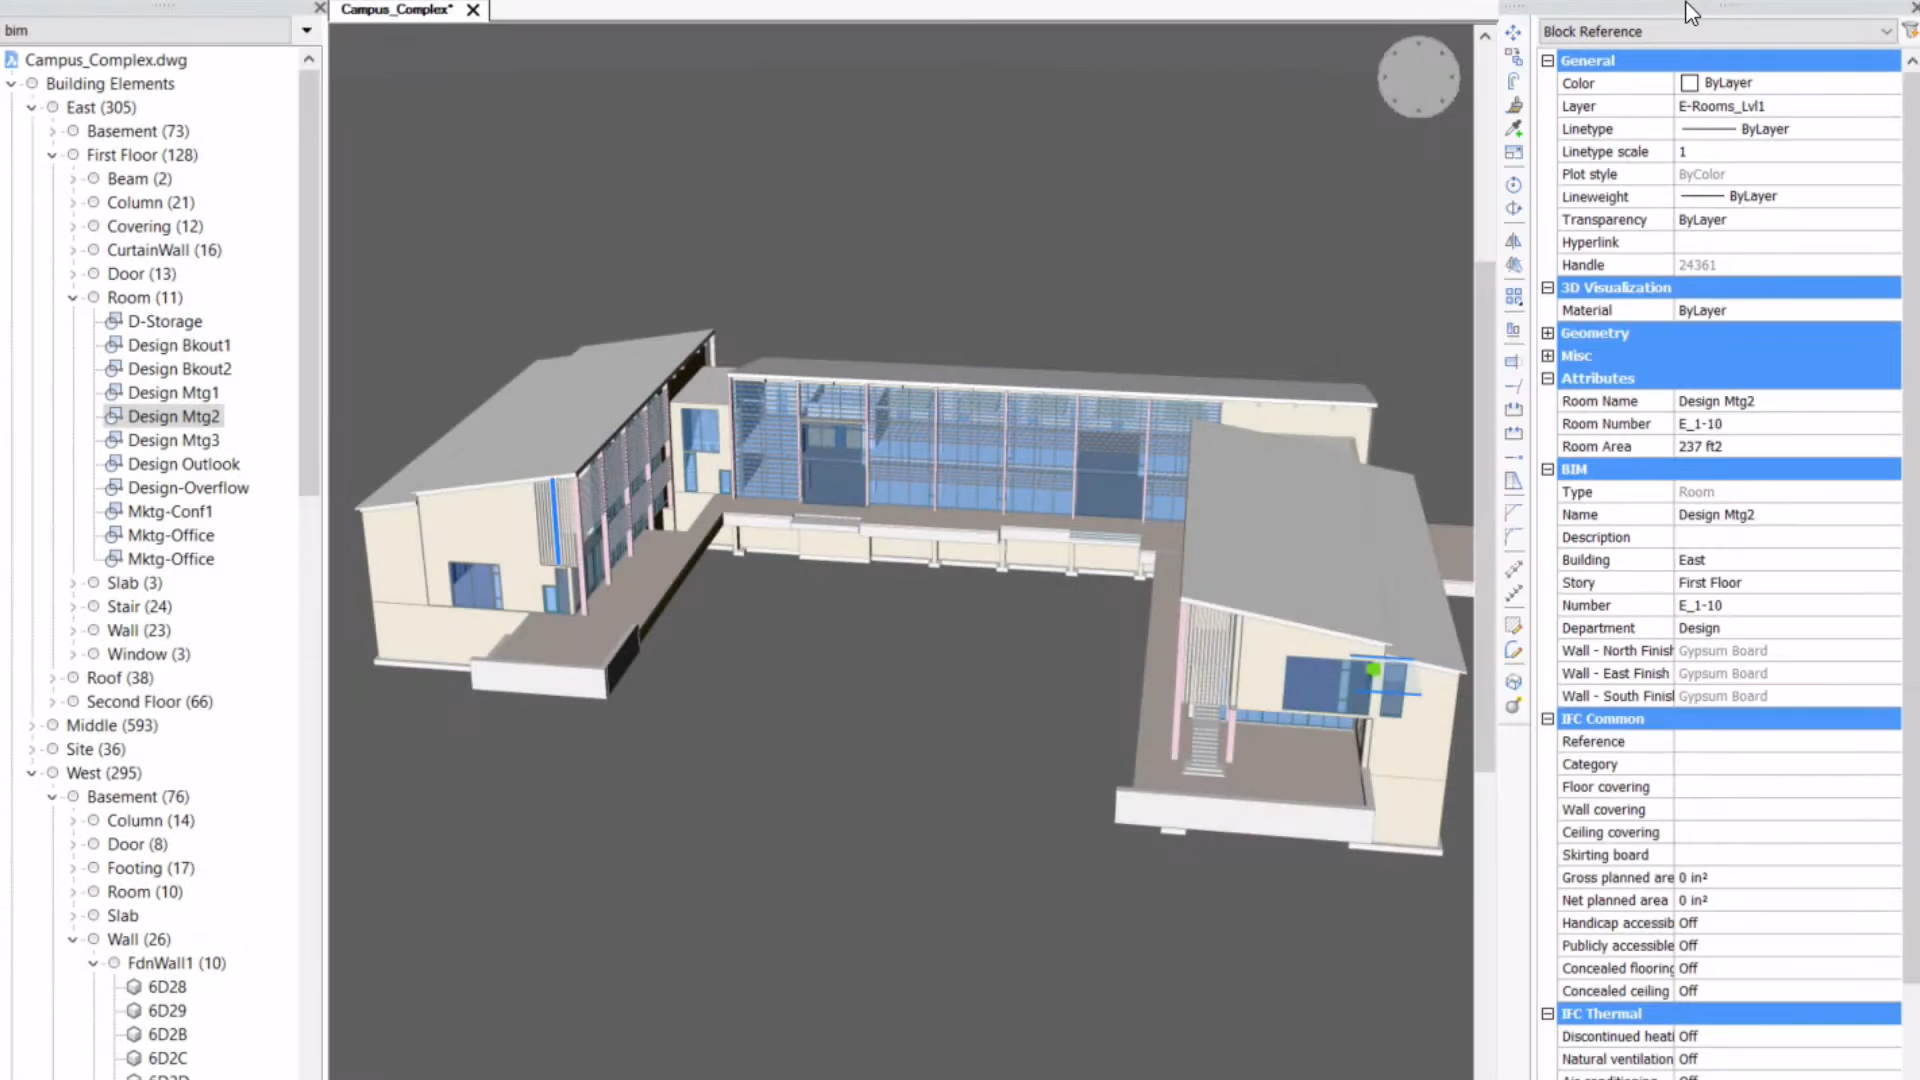 bim
Campus_Complex.dwg
Building Elements
East (305)
Basement (73)
First Floor (128)
Beam (2)
Column (21)
Covering (12)
CurtainWall (16)
Door (13)
Room (11)
D-Storage
Design Bkout1
Design Bkout2
Design Mtg1
Design Mtg2
Design Mtg3
Design Outlook
Design-Overflow
Mktg-Conf1
Mktg-Office
Mktg-Office
Slab (3)
Stair (24)
Wall (23)
Window (3)
Roof (38)
Second Floor (66)
Middle (593)
Site (36)
West (295)
Basement (76)
Column (14)
Door (8)
Footing (17)
Room (10)
Slab
Wall (26)
FdnWall1 (10)
6D28
6D29
6D2B
6D2C
Campus_Complex*
Block Reference
General
Color ByLayer
Layer E-Rooms_Lvl1
Linetype ByLayer
Linetype scale 1
Plot style ByColor
Lineweight ByLayer
Transparency ByLayer
Hyperlink
Handle 24361
3D Visualization
Material ByLayer
Geometry
Misc
Attributes
Room Name Design Mtg2
Room Number E_1-10
Room Area 237 ft2
BIM
Type Room
Name Design Mtg2
Description
Building East
Story First Floor
Number E_1-10
Department Design
Wall - North Finish Gypsum Board
Wall - East Finish Gypsum Board
Wall - South Finish Gypsum Board
IFC Common
Reference
Category
Floor covering
Wall covering
Ceiling covering
Skirting board
Gross planned are 0 in²
Net planned area 0 in²
Handicap accessib Off
Publicly accessible Off
Concealed flooring Off
Concealed ceiling Off
IFC Thermal
Discontinued heati Off
Natural ventilation Off